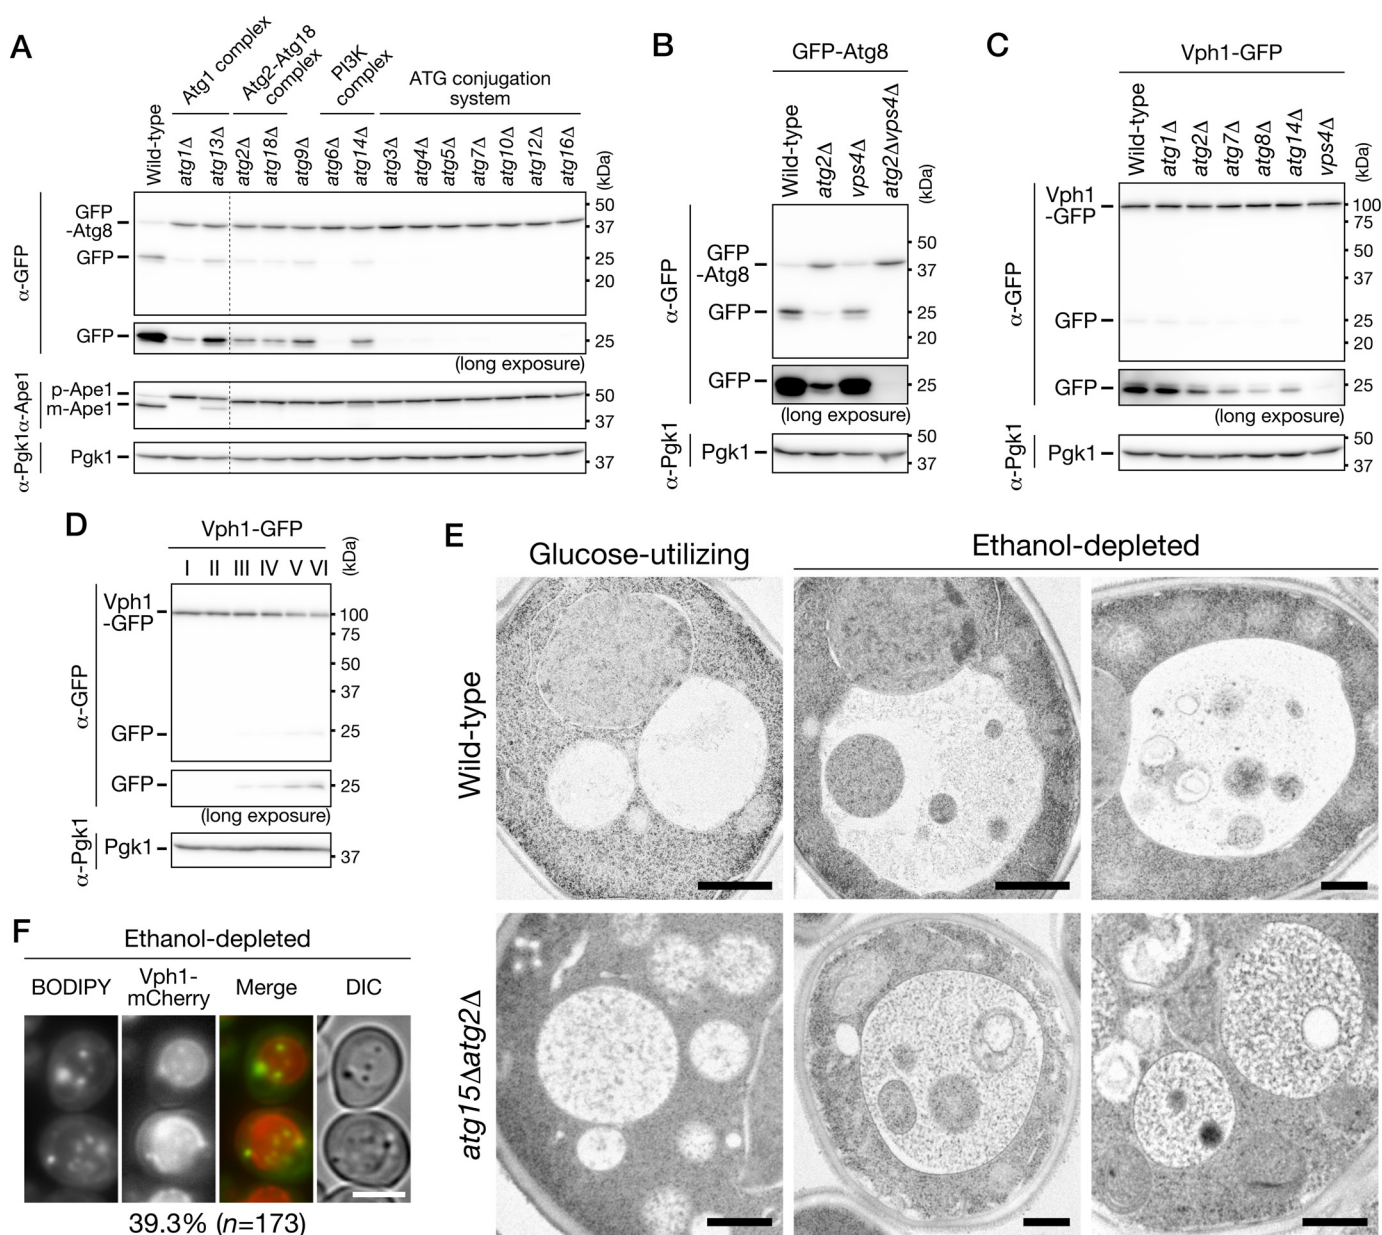 A
Atg1 complex
Atg2-Atg18
complex
PI3K
complex
ATG conjugation
system
Wild-type
atg1Δ
atg13Δ
atg2Δ
atg18Δ
atg9Δ
atg6Δ
atg14Δ
atg3Δ
atg4Δ
atg5Δ
atg7Δ
atg10Δ
atg12Δ
atg16Δ
(kDa)
α-GFP
GFP
-Atg8
GFP
50
37
25
20
GFP
25
(long exposure)
α-Ape1
p-Ape1
m-Ape1
50
37
α-Pgk1
Pgk1
37
B
GFP-Atg8
Wild-type
atg2Δ
vps4Δ
atg2Δvps4Δ
(kDa)
α-GFP
GFP
-Atg8
GFP
50
37
25
20
GFP
25
(long exposure)
α-Pgk1
Pgk1
50
37
C
Vph1-GFP
Wild-type
atg1Δ
atg2Δ
atg7Δ
atg8Δ
atg14Δ
vps4Δ
(kDa)
α-GFP
Vph1
-GFP
GFP
100
75
50
37
25
20
GFP
25
(long exposure)
α-Pgk1
Pgk1
50
37
D
Vph1-GFP
I II III IV V VI
(kDa)
α-GFP
Vph1
-GFP
GFP
100
75
50
37
25
GFP
25
(long exposure)
α-Pgk1
Pgk1
37
E
Glucose-utilizing
Ethanol-depleted
Wild-type
atg15Δatg2Δ
F
Ethanol-depleted
BODIPY
Vph1-
mCherry
Merge
DIC
39.3% (n=173)